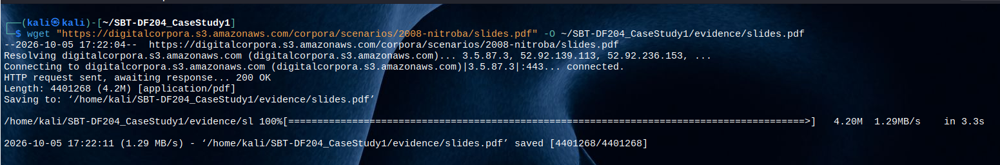 ┌──(kali㉿kali)-[~/SBT-DF204_CaseStudy1]
└─$ wget "https://digitalcorpora.s3.amazonaws.com/corpora/scenarios/2008-nitroba/slides.pdf" -O ~/SBT-DF204_CaseStudy1/evidence/slides.pdf
--2026-10-05 17:22:04--  https://digitalcorpora.s3.amazonaws.com/corpora/scenarios/2008-nitroba/slides.pdf
Resolving digitalcorpora.s3.amazonaws.com (digitalcorpora.s3.amazonaws.com)... 3.5.87.3, 52.92.139.113, 52.92.236.153, ...
Connecting to digitalcorpora.s3.amazonaws.com (digitalcorpora.s3.amazonaws.com)|3.5.87.3|:443... connected.
HTTP request sent, awaiting response... 200 OK
Length: 4401268 (4.2M) [application/pdf]
Saving to: ‘/home/kali/SBT-DF204_CaseStudy1/evidence/slides.pdf’
/home/kali/SBT-DF204_CaseStudy1/evidence/sl 100%[=========================================================================================>]   4.20M  1.29MB/s    in 3.3s
2026-10-05 17:22:11 (1.29 MB/s) - ‘/home/kali/SBT-DF204_CaseStudy1/evidence/slides.pdf’ saved [4401268/4401268]